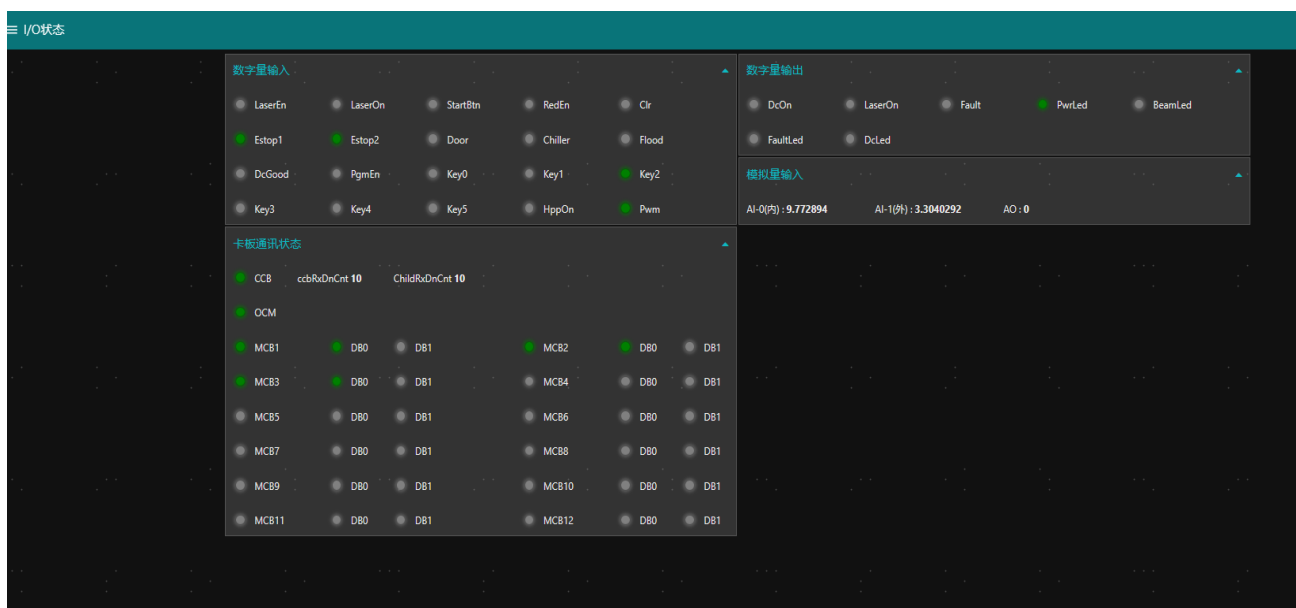 I/O状态
数字量输入
LaserEn LaserOn StartBtn RedEn Clr
Estop1 Estop2 Door Chiller Flood
DcGood PgmEn Key0 Key1 Key2
Key3 Key4 Key5 HppOn Pwm
数字量输出
DcOn LaserOn Fault PwrLed BeamLed
FaultLed DcLed
模拟量输入
AI-0(内) : 9.772894 AI-1(外) : 3.3040292 AO : 0
卡板通讯状态
CCB ccbRxDnCnt 10 ChildRxDnCnt 10
OCM
MCB1 DB0 DB1 MCB2 DB0 DB1
MCB3 DB0 DB1 MCB4 DB0 DB1
MCB5 DB0 DB1 MCB6 DB0 DB1
MCB7 DB0 DB1 MCB8 DB0 DB1
MCB9 DB0 DB1 MCB10 DB0 DB1
MCB11 DB0 DB1 MCB12 DB0 DB1